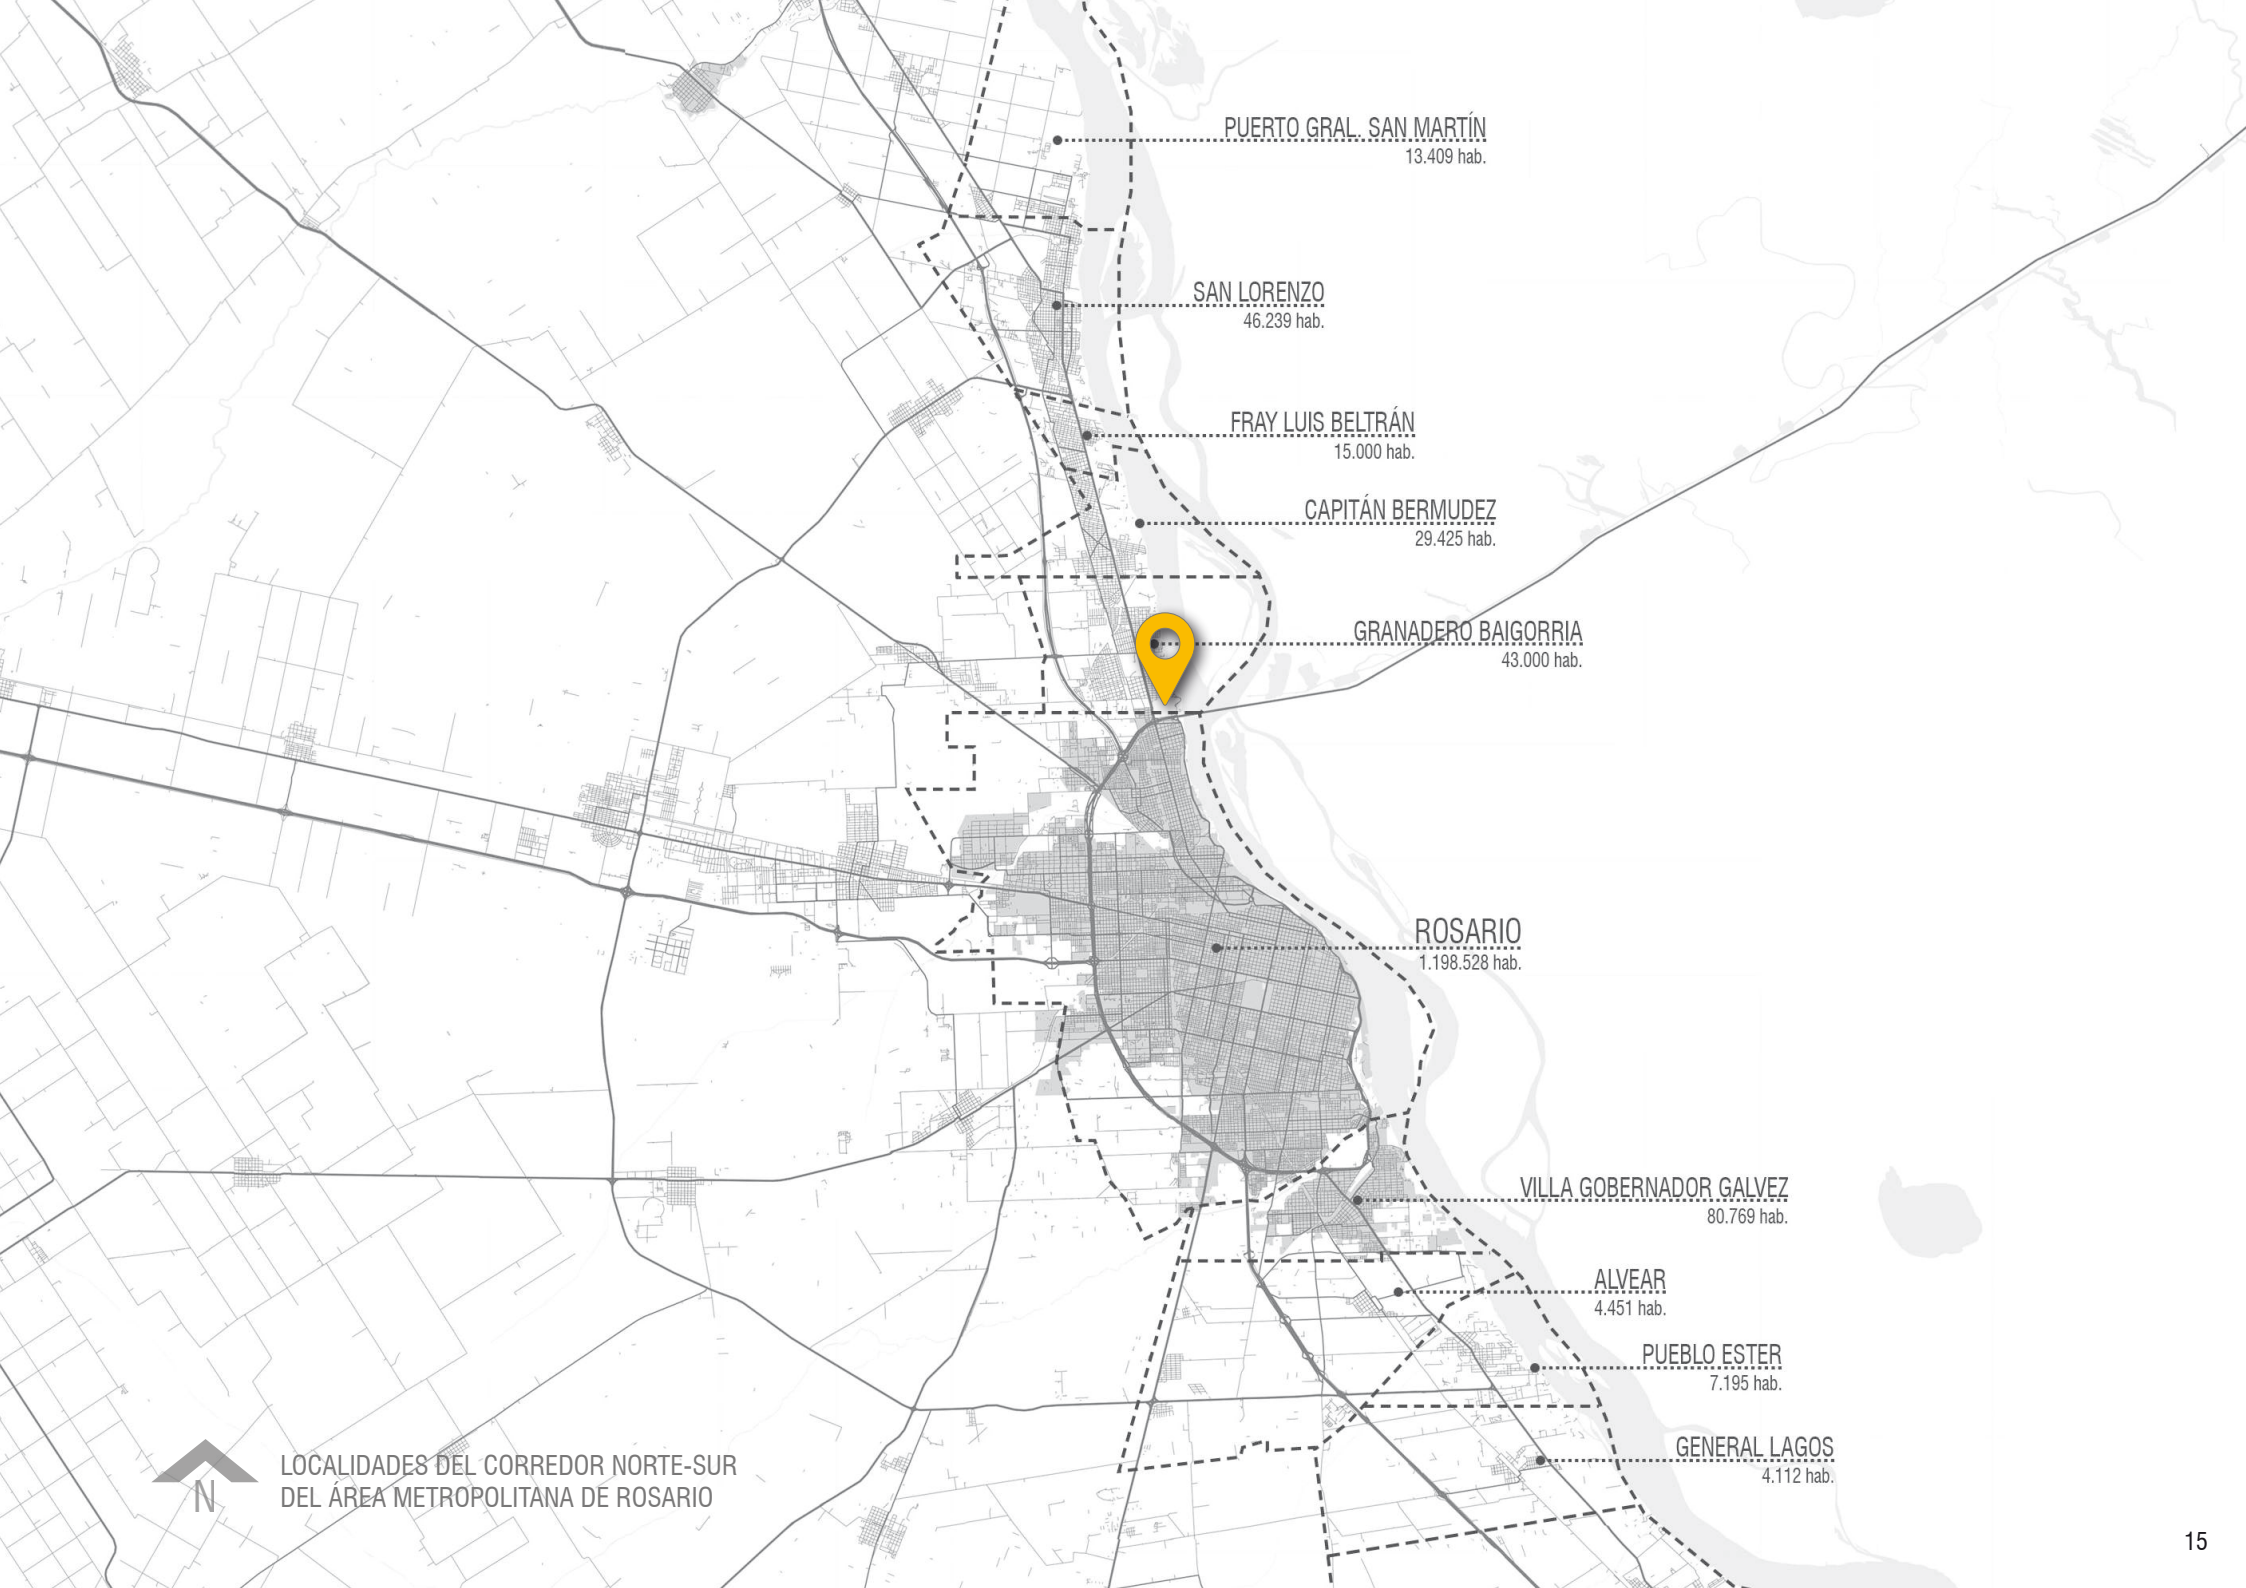 PUERTO GRAL. SAN MARTÍN
13.409 hab.
SAN LORENZO
46.239 hab.
FRAY LUIS BELTRÁN
15.000 hab.
CAPITÁN BERMUDEZ
29.425 hab.
GRANADERO BAIGORRIA
43.000 hab.
ROSARIO
1.198.528 hab.
VILLA GOBERNADOR GALVEZ
80.769 hab.
ALVEAR
4.451 hab.
PUEBLO ESTER
7.195 hab.
GENERAL LAGOS
4.112 hab.
N
LOCALIDADES DEL CORREDOR NORTE-SUR
DEL ÁREA METROPOLITANA DE ROSARIO
15